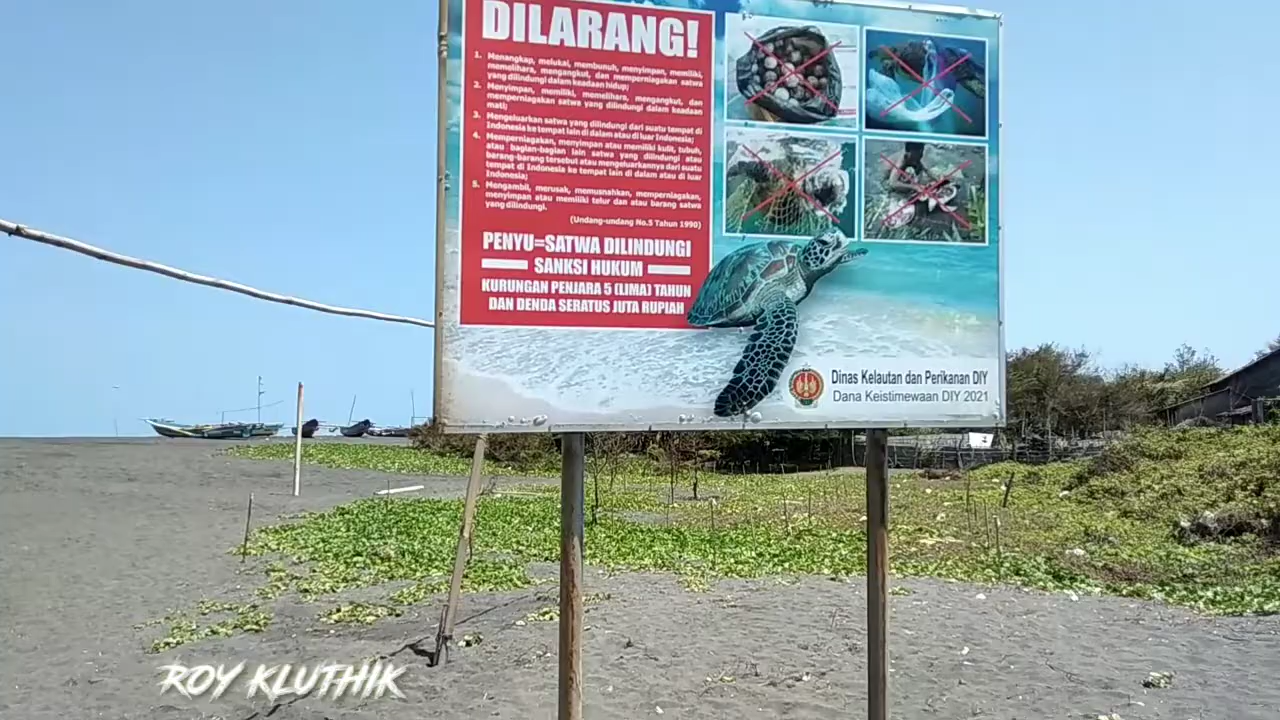 DILARANG!
1. Menangkap, melukai, membunuh, menyimpan, memiliki,
memelihara, mengangkut, dan memperniagakan satwa
yang dilindungi dalam keadaan hidup;
2. Menyimpan, memiliki, memelihara, mengangkut, dan
memperniagakan satwa yang dilindungi dalam keadaan
mati;
3. Mengeluarkan satwa yang dilindungi dari suatu tempat di
Indonesia ke tempat lain di dalam atau di luar Indonesia;
4. Memperniagakan, menyimpan atau memiliki kulit, tubuh,
atau bagian-bagian lain satwa yang dilindungi atau
barang-barang tersebut atau mengeluarkannya dari suatu
tempat di Indonesia ke tempat lain di dalam atau di luar
Indonesia;
5. Mengambil, merusak, memusnahkan, memperniagakan,
menyimpan atau memiliki telur dan atau barang satwa
yang dilindungi.
(Undang-undang No.5 Tahun 1990)
PENYU=SATWA DILINDUNGI
SANKSI HUKUM
KURUNGAN PENJARA 5 (LIMA) TAHUN
DAN DENDA SERATUS JUTA RUPIAH
Dinas Kelautan dan Perikanan DIY
Dana Keistimewaan DIY 2021
ROY KLUTHIK